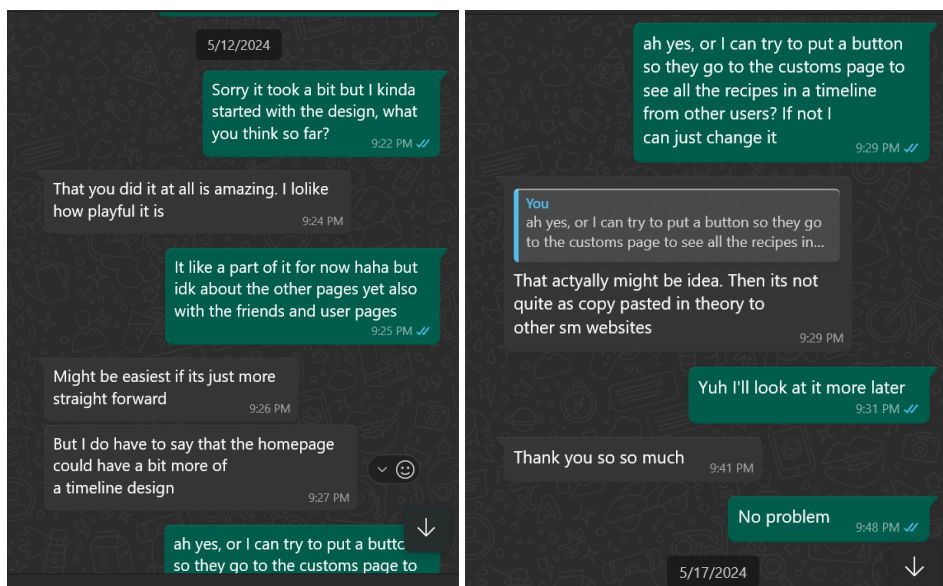 5/12/2024
Sorry it took a bit but I kinda
started with the design, what
you think so far?
9:22 PM
That you did it at all is amazing. I lolike
how playful it is
9:24 PM
It like a part of it for now haha but
idk about the other pages yet also
with the friends and user pages
9:25 PM
Might be easiest if its just more
straight forward
9:26 PM
But I do have to say that the homepage
could have a bit more of
a timeline design
9:27 PM
ah yes, or I can try to put a butto
so they go to the customs page to
ah yes, or I can try to put a button
so they go to the customs page to
see all the recipes in a timeline
from other users? If not I
can just change it
9:29 PM
You
ah yes, or I can try to put a button so they go
to the customs page to see all the recipes in...
That actyally might be idea. Then its not
quite as copy pasted in theory to
other sm websites
9:29 PM
Yuh I'll look at it more later
9:31 PM
Thank you so so much
9:41 PM
No problem
9:48 PM
5/17/2024